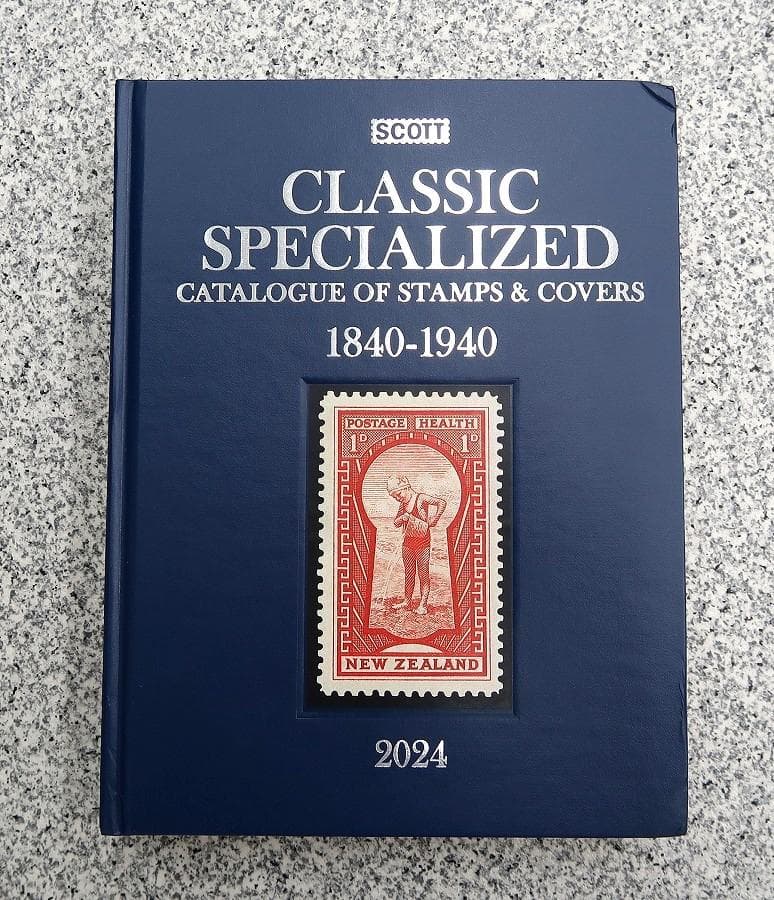 SCOTT
CLASSIC
SPECIALIZED
CATALOGUE OF STAMPS & COVERS
1840-1940
POSTAGE HEALTH
1D 1D
NEW ZEALAND
2024